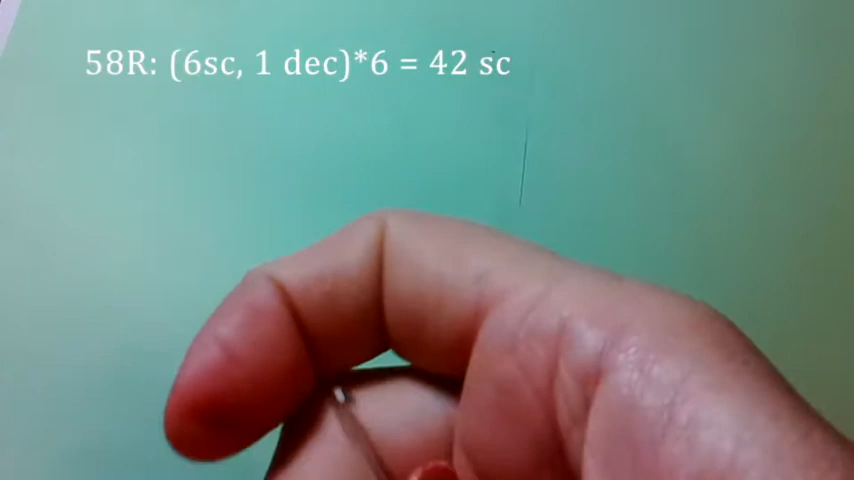 58R: (6sc, 1 dec)*6 = 42 sc